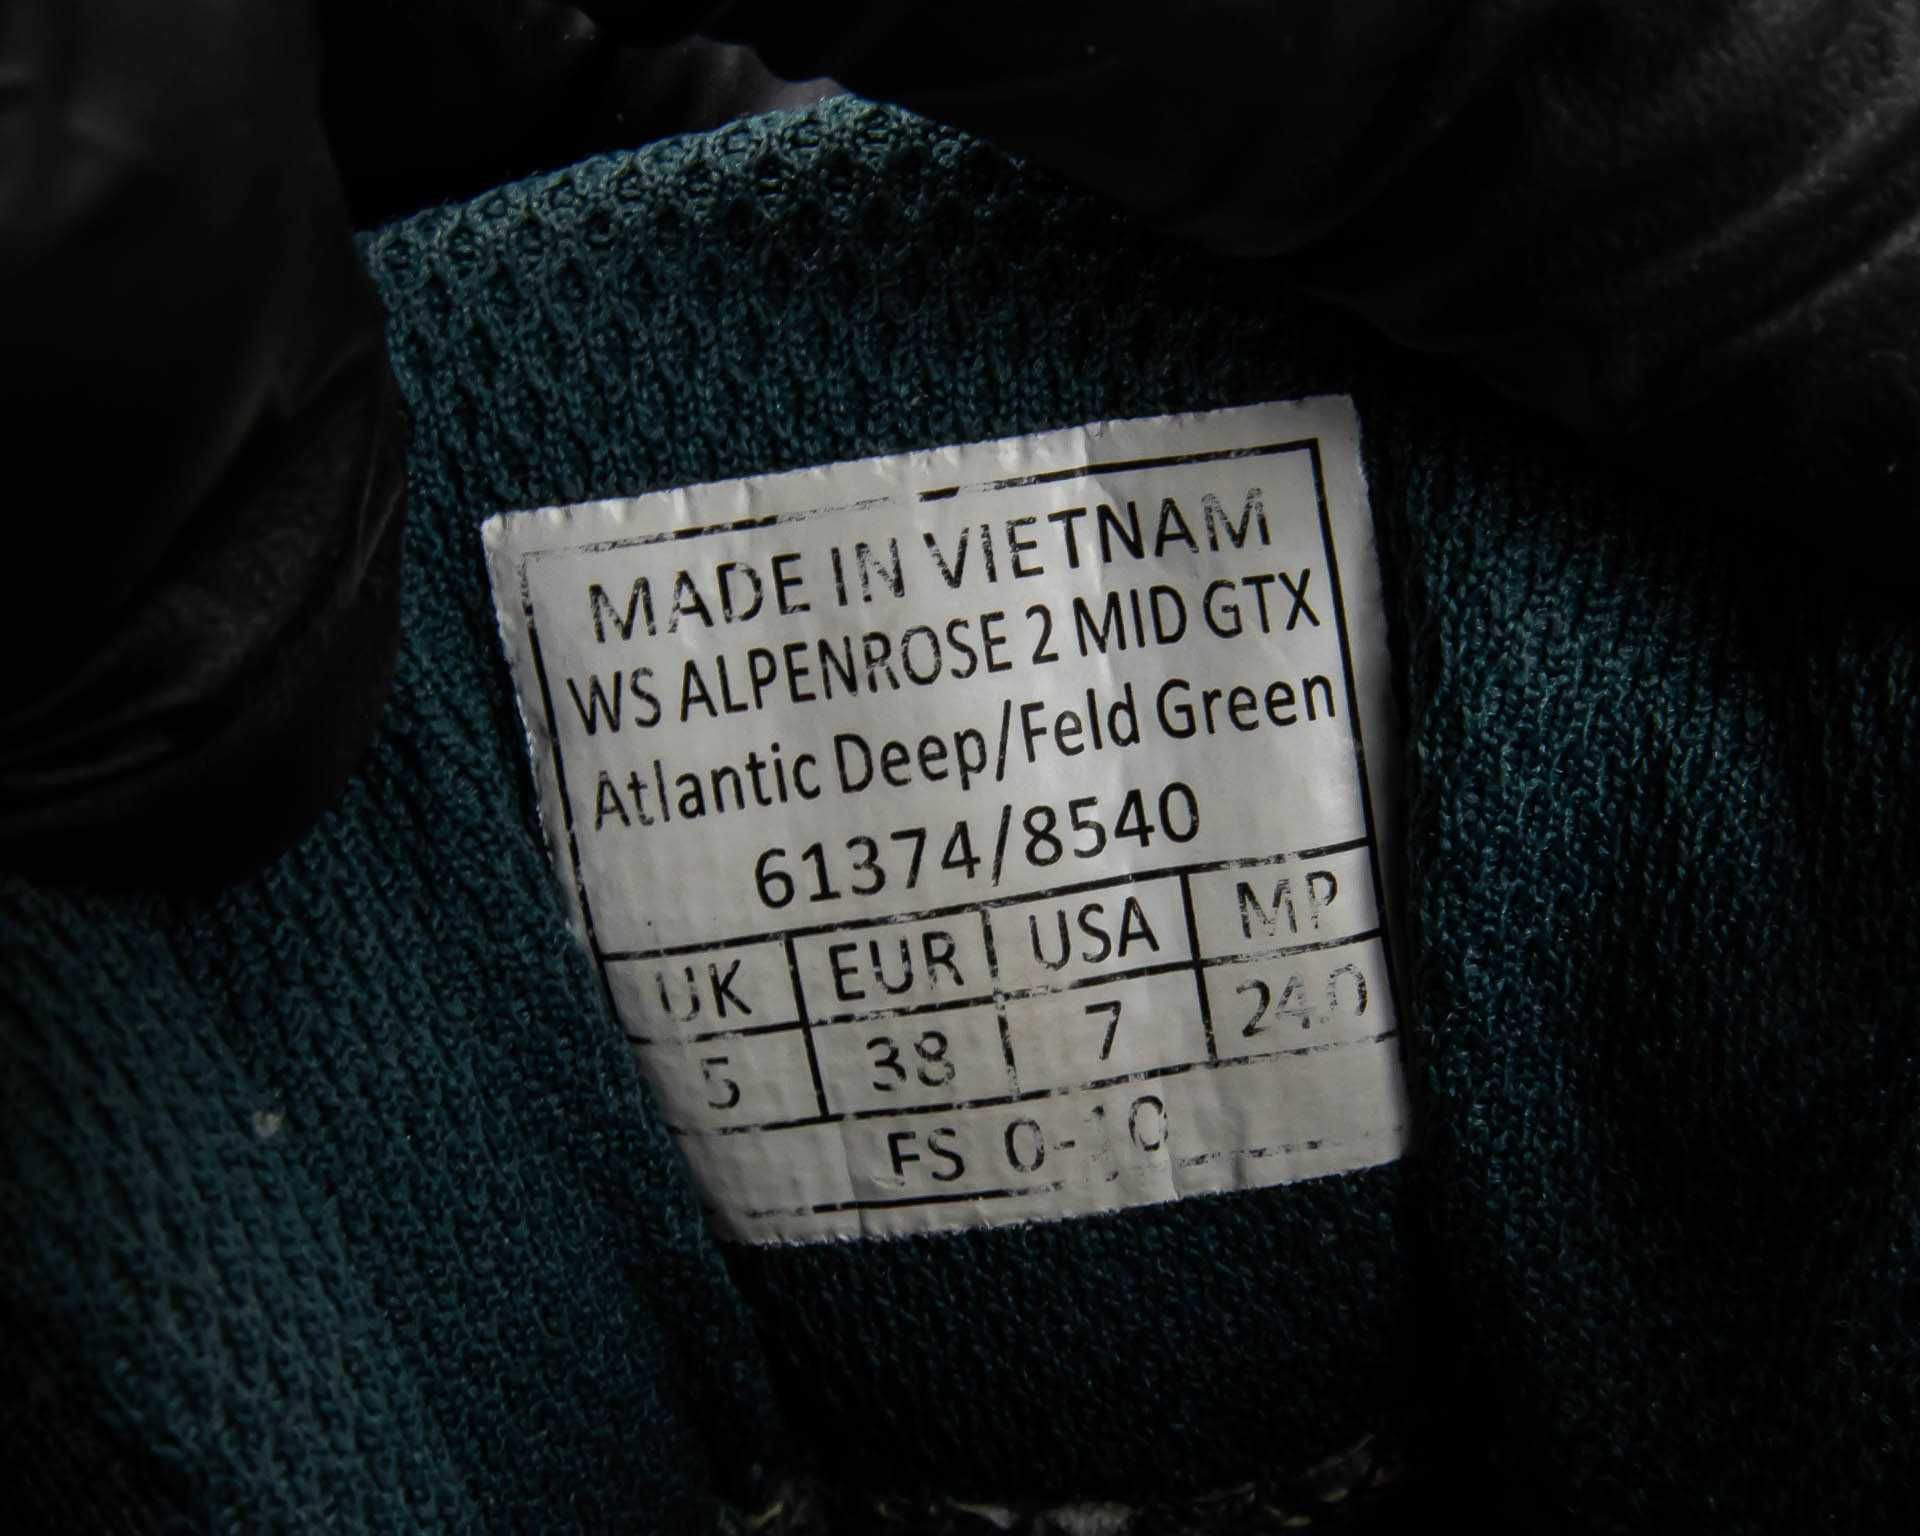 MADE IN VIETNAM
WS ALPENROSE 2 MID GTX
Atlantic Deep/Feld Green
61374/8540
UK EUR USA MP
5 38 7 24.0
FS 0-10